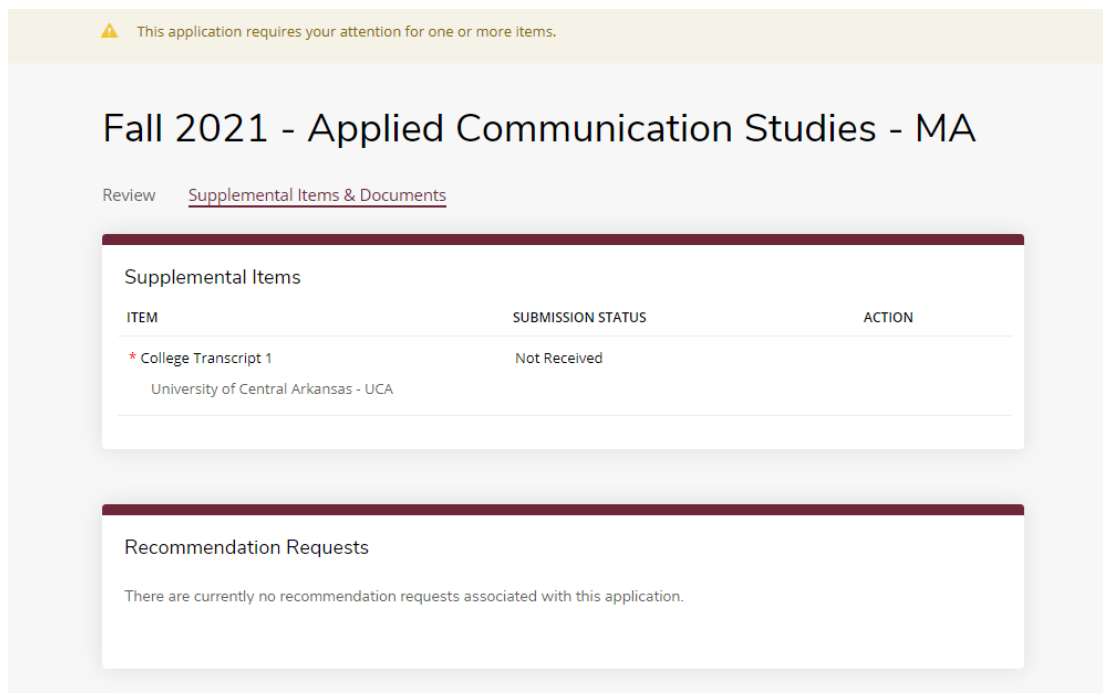 This application requires your attention for one or more items.
Fall 2021 - Applied Communication Studies - MA
Review Supplemental Items & Documents
Supplemental Items
ITEM SUBMISSION STATUS ACTION
* College Transcript 1 Not Received
University of Central Arkansas - UCA
Recommendation Requests
There are currently no recommendation requests associated with this application.